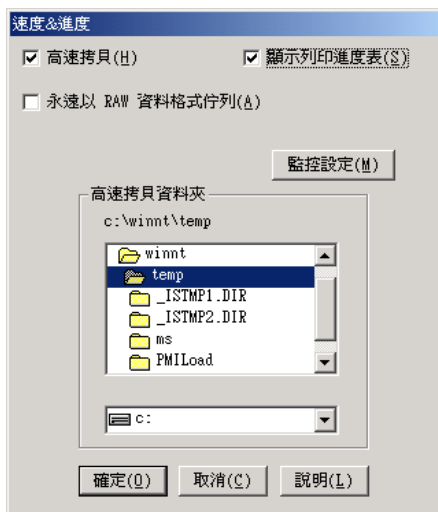 速度&進度
高速拷貝(H) 顯示列印進度表(S)
永遠以 RAW 資料格式佇列(A)
監控設定(M)
高速拷貝資料夾
c:\winnt\temp
winnt
temp
_ISTMP1.DIR
_ISTMP2.DIR
ms
PMILoad
c:
確定(O) 取消(C) 說明(L)